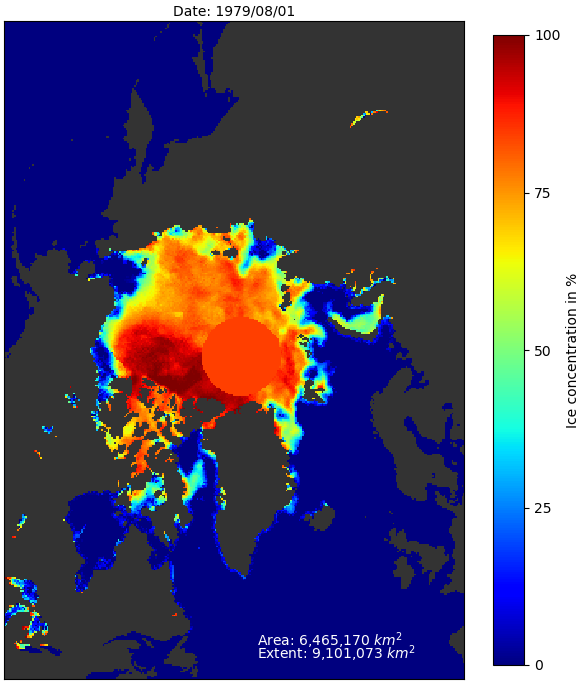 Date: 1979/08/01
100
75
50
25
0
Ice concentration in %
Area: 6,465,170 km²
Extent: 9,101,073 km²